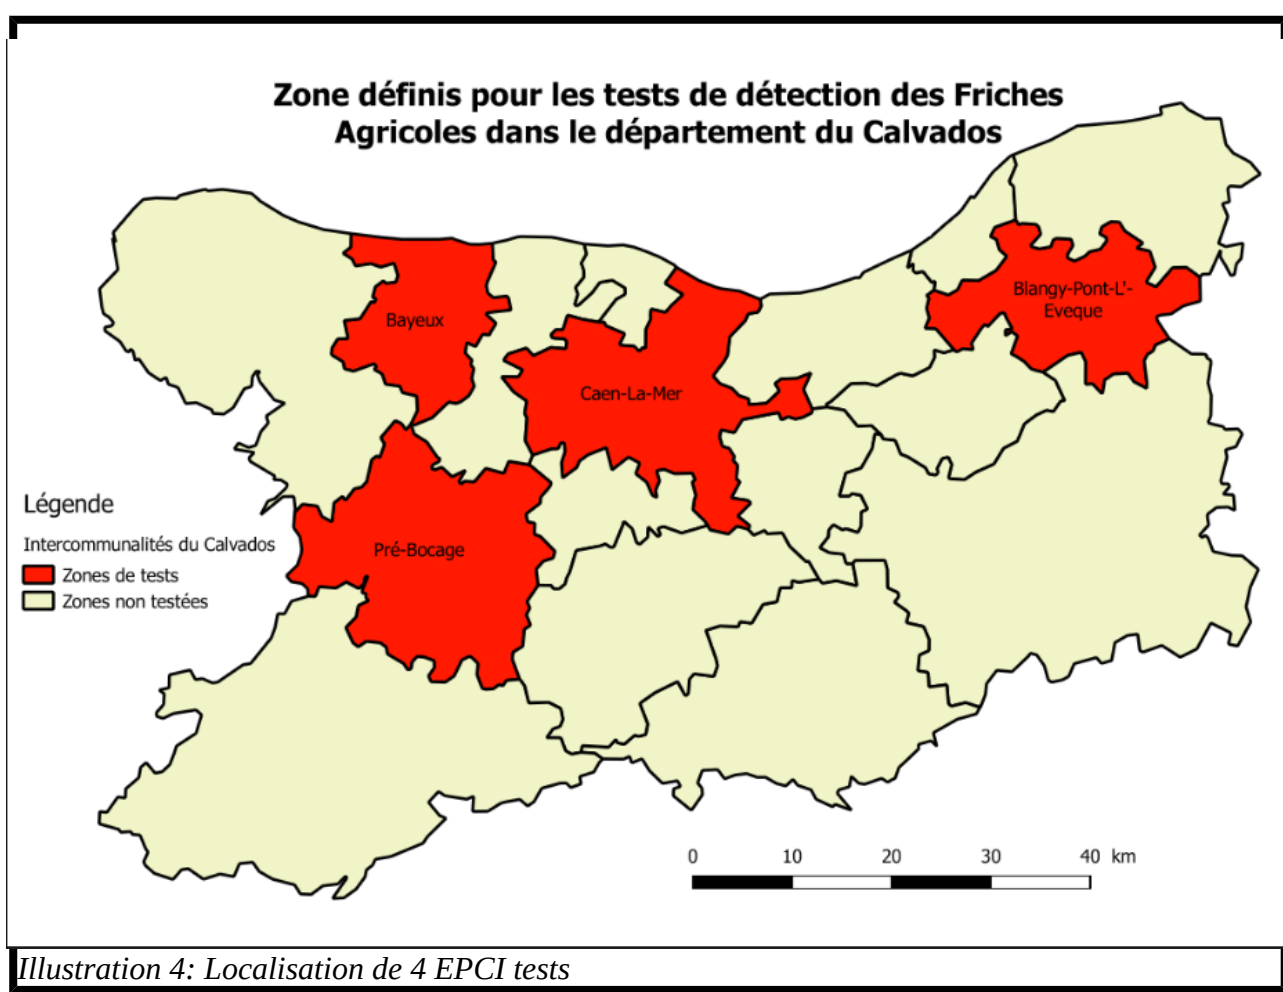 Zone définis pour les tests de détection des Friches
Agricoles dans le département du Calvados
Bayeux
Blangy-Pont-L'-
Eveque
Caen-La-Mer
Pré-Bocage
Légende
Intercommunalités du Calvados
Zones de tests
Zones non testées
0 10 20 30 40 km
Illustration 4: Localisation de 4 EPCI tests